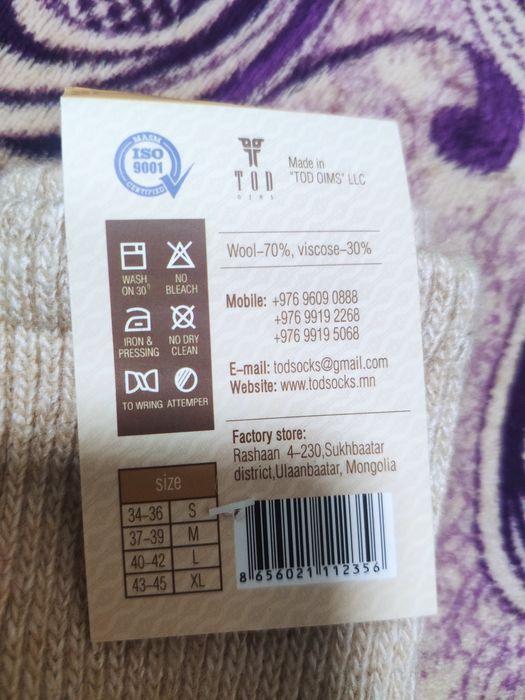 MASM
ISO
9001
CERTIFIED
TOD
OIMS
Made in
"TOD OIMS" LLC
WASH
ON 30⁰
NO
BLEACH
IRON &
PRESSING
NO DRY
CLEAN
TO WRING
ATTEMPER
Wool–70%, viscose–30%
Mobile: +976 9609 0888
+976 9919 2268
+976 9919 5068
E–mail: todsocks@gmail.com
Website: www.todsocks.mn
Factory store:
Rashaan 4–230,Sukhbaatar
district,Ulaanbaatar, Mongolia
size
34–36 S
37–39 M
40–42 L
43–45 XL
8 656021 112356